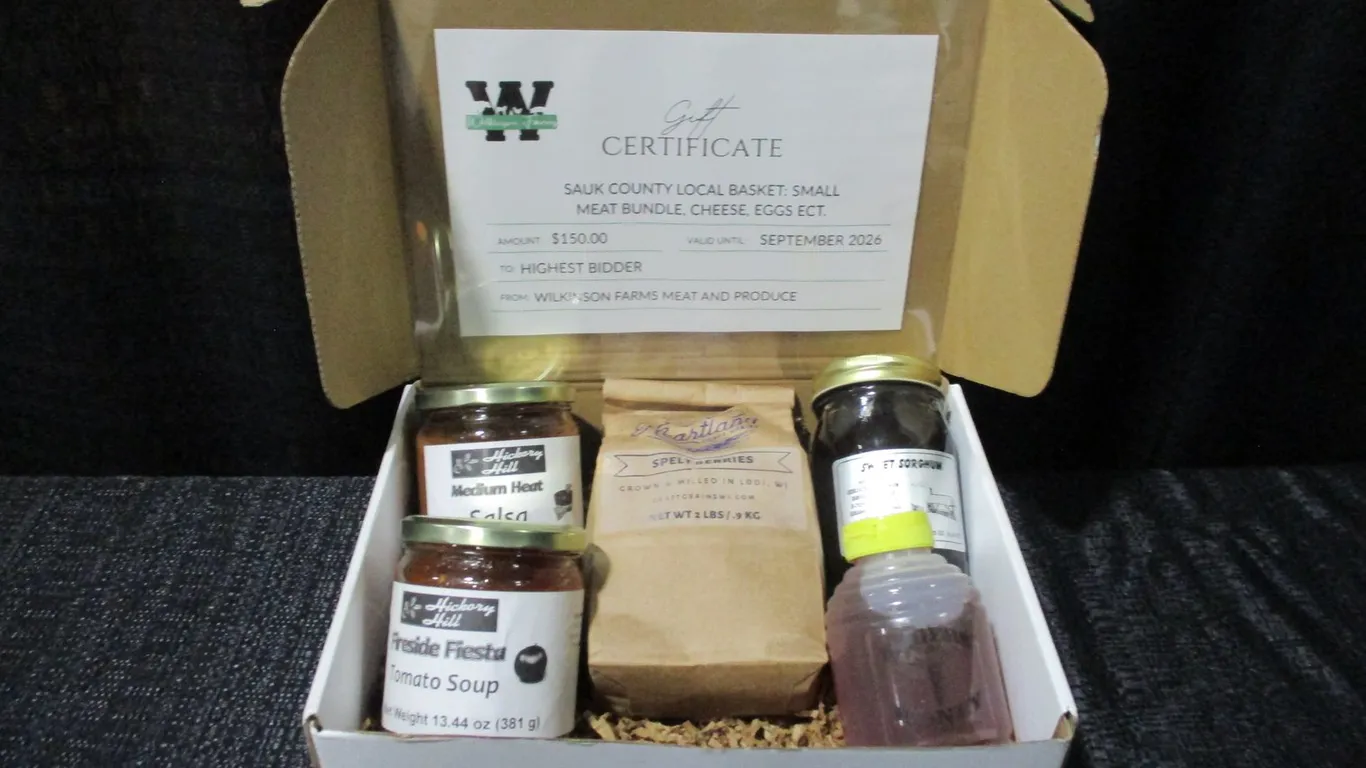 W
Wilkinson Farms
Gift
CERTIFICATE
SAUK COUNTY LOCAL BASKET: SMALL
MEAT BUNDLE, CHEESE, EGGS ECT.
AMOUNT $150.00 VALID UNTIL SEPTEMBER 2026
TO: HIGHEST BIDDER
FROM: WILKINSON FARMS MEAT AND PRODUCE
Hickory
Hill
Medium Heat
Salsa
Hickory
Hill
Fireside Fiesta
Tomato Soup
Weight 13.44 oz (381 g)
Heartland
SPELT BERRIES
GROWN & MILLED IN LODI, WI
NET WT 2 LBS / .9 KG
SWEET SORGHUM